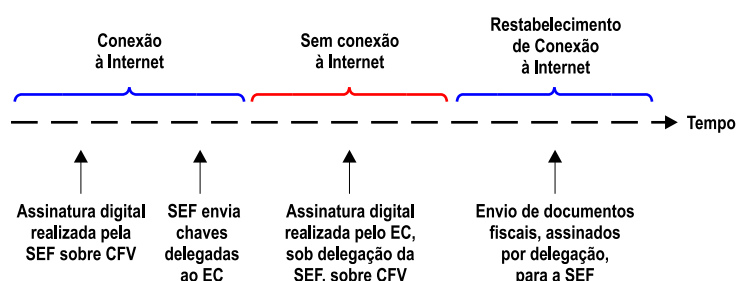 Conexão
à Internet
Sem conexão
à Internet
Restabelecimento
de Conexão
à Internet
Tempo
Assinatura digital
realizada pela
SEF sobre CFV
SEF envia
chaves
delegadas
ao EC
Assinatura digital
realizada pelo EC,
sob delegação da
SEF, sobre CFV
Envio de documentos
fiscais, assinados
por delegação,
para a SEF